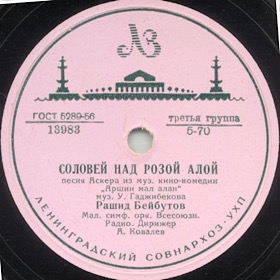 ЛЗ
ГОСТ 5289-56
третья группа
13983
5-70
СОЛОВЕЙ НАД РОЗОЙ АЛОЙ
песня Аскера из муз. кино-комедии
„Аршин мал алан"
муз. У. Гаджибекова
Рашид Бейбутов
Мал. симф. орк. Всесоюзн.
Радио. Дирижер
А. Ковалев
ЛЕНИНГРАДСКИЙ СОВНАРХОЗ-УХП